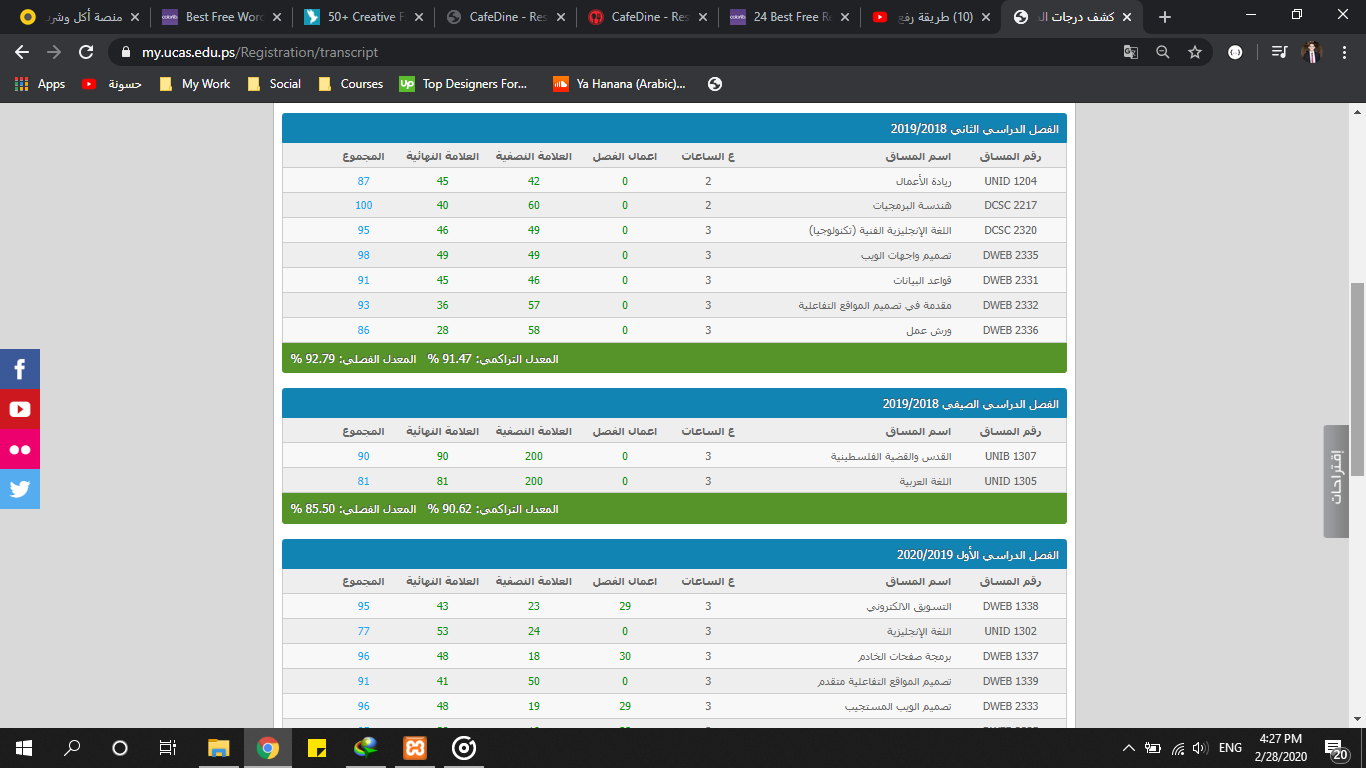 منصة أكل وشرب
Best Free Word
50+ Creative F
CafeDine - Res
CafeDine - Res
24 Best Free Re
(10) طريقة رفع
كشف درجات ال
my.ucas.edu.ps/Registration/transcript
Apps حسونة My Work Social Courses Up Top Designers For... Ya Hanana (Arabic)...
الفصل الدراسي الثاني 2019/2018
رقم المساق اسم المساق ع الساعات اعمال الفصل العلامة النصفية العلامة النهائية المجموع
UNID 1204 ريادة الأعمال 2 0 42 45 87
DCSC 2217 هندسة البرمجيات 2 0 60 40 100
DCSC 2320 اللغة الإنجليزية الفنية (تكنولوجيا) 3 0 49 46 95
DWEB 2335 تصميم واجهات الويب 3 0 49 49 98
DWEB 2331 قواعد البيانات 3 0 46 45 91
DWEB 2332 مقدمة في تصميم المواقع التفاعلية 3 0 57 36 93
DWEB 2336 ورش عمل 3 0 58 28 86
المعدل التراكمي: 91.47 % المعدل الفصلي: 92.79 %
الفصل الدراسي الصيفي 2019/2018
رقم المساق اسم المساق ع الساعات اعمال الفصل العلامة النصفية العلامة النهائية المجموع
UNIB 1307 القدس والقضية الفلسطينية 3 0 200 90 90
UNID 1305 اللغة العربية 3 0 200 81 81
المعدل التراكمي: 90.62 % المعدل الفصلي: 85.50 %
إقتراحات
الفصل الدراسي الأول 2020/2019
رقم المساق اسم المساق ع الساعات اعمال الفصل العلامة النصفية العلامة النهائية المجموع
DWEB 1338 التسويق الالكتروني 3 29 23 43 95
UNID 1302 اللغة الإنجليزية 3 0 24 53 77
DWEB 1337 برمجة صفحات الخادم 3 30 18 48 96
DWEB 1339 تصميم المواقع التفاعلية متقدم 3 0 50 41 91
DWEB 2333 تصميم الويب المستجيب 3 29 19 48 96
ENG
4:27 PM
2/28/2020
20